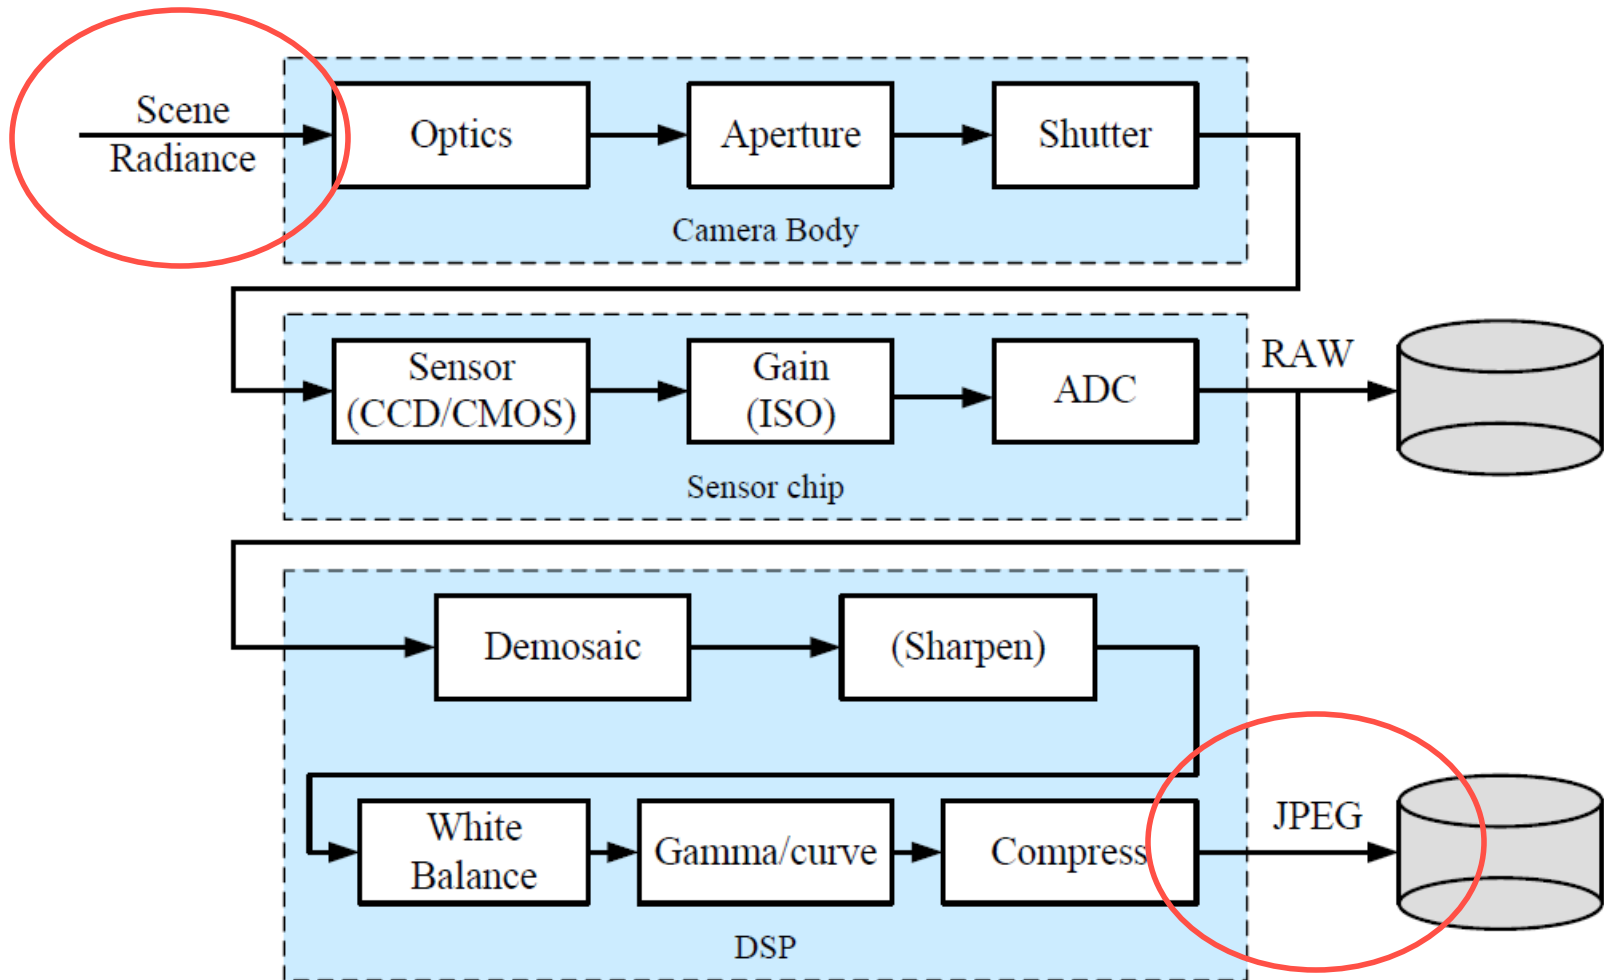 Scene
Radiance
Optics
Aperture
Shutter
Camera Body
Sensor
(CCD/CMOS)
Gain
(ISO)
ADC
RAW
Sensor chip
Demosaic
(Sharpen)
White
Balance
Gamma/curve
Compress
JPEG
DSP